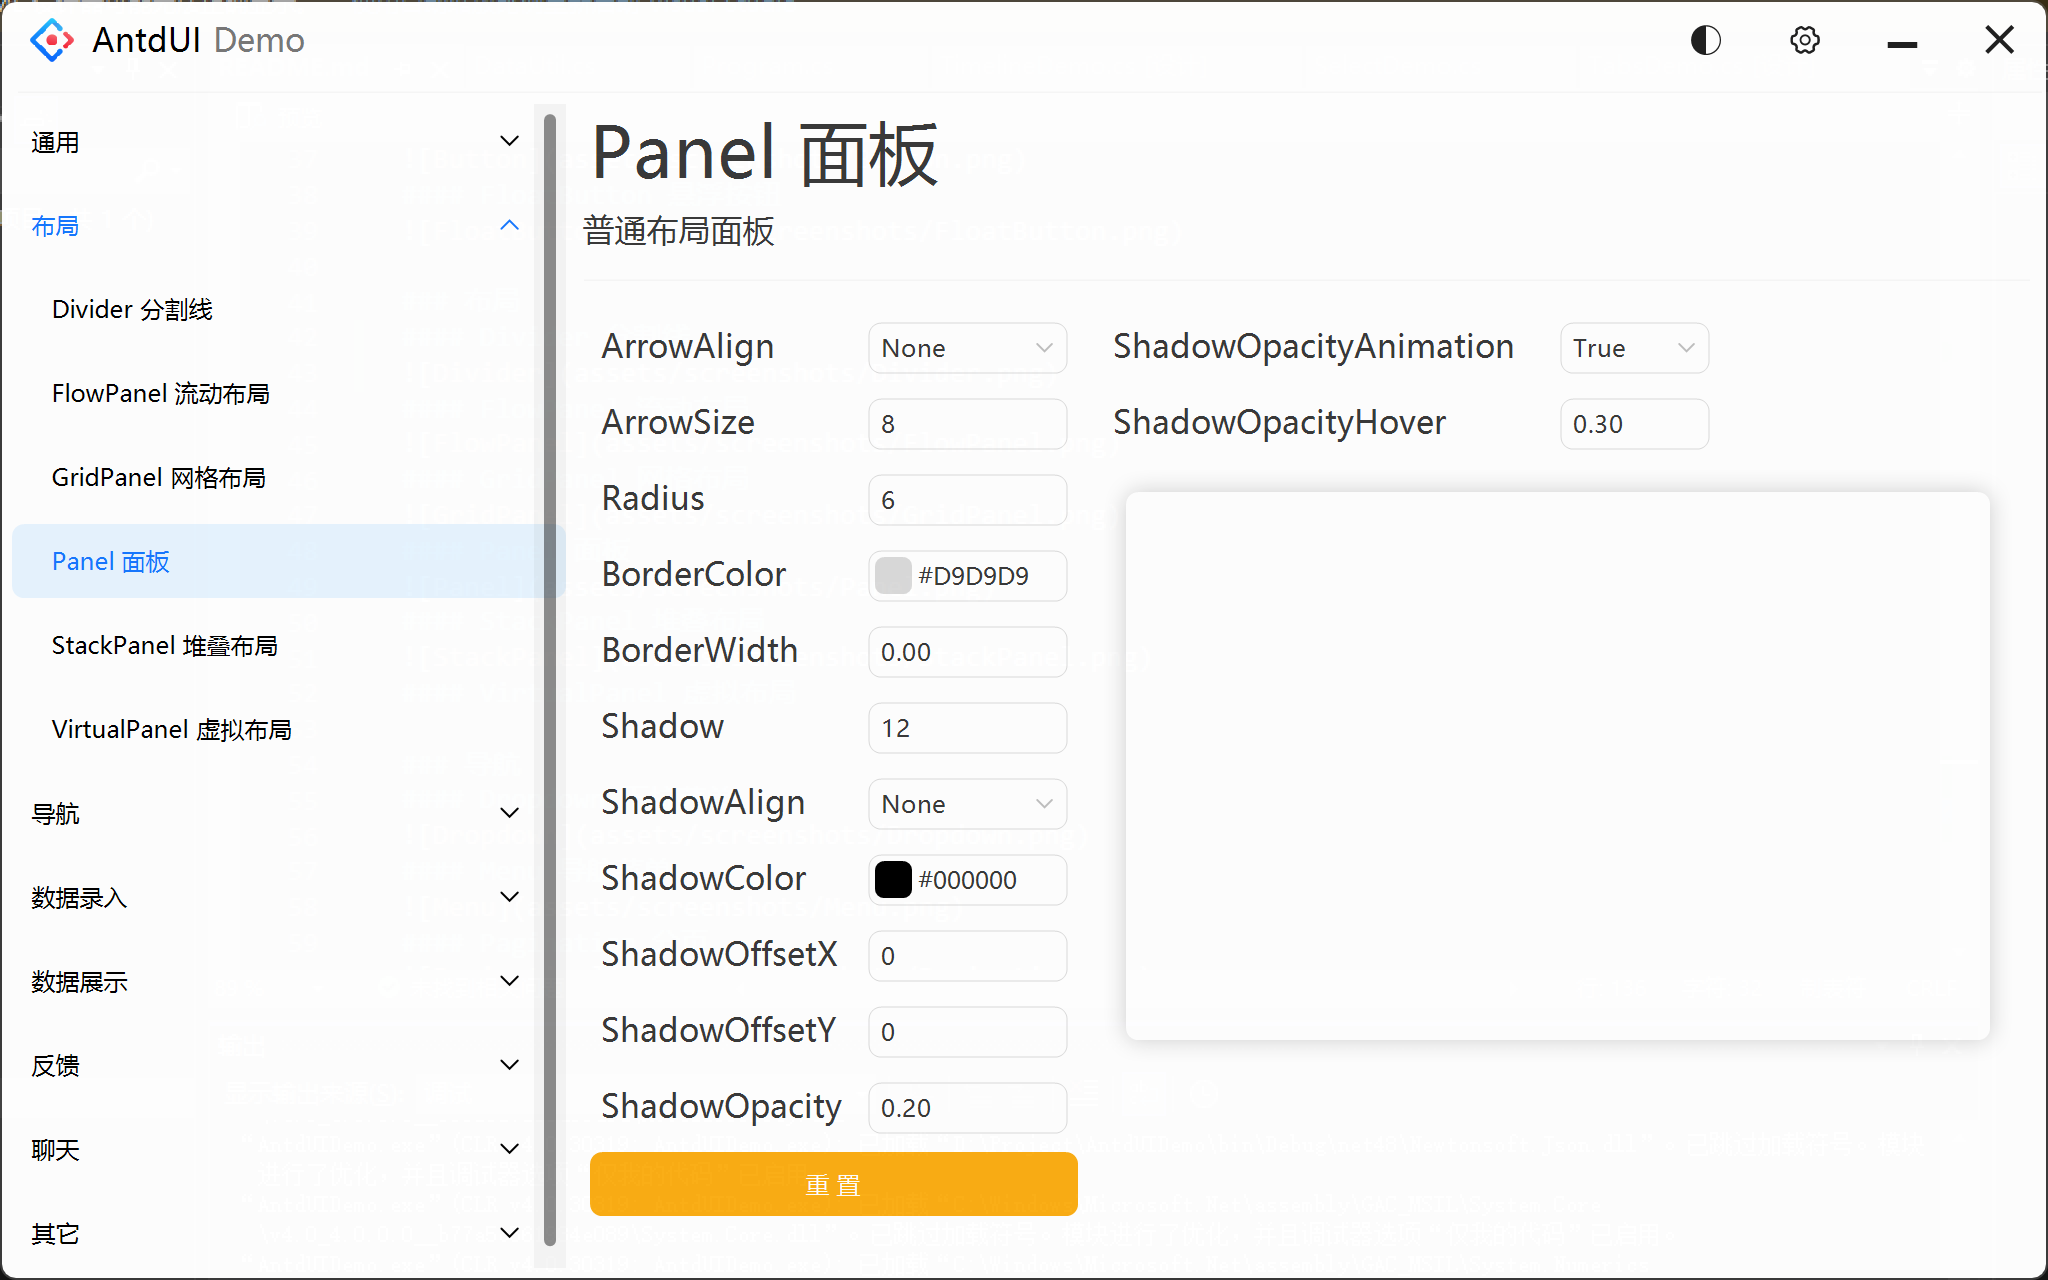 AntdUI Demo
通用
布局
Divider 分割线
FlowPanel 流动布局
GridPanel 网格布局
Panel 面板
StackPanel 堆叠布局
VirtualPanel 虚拟布局
导航
数据录入
数据展示
反馈
聊天
其它
Panel 面板
普通布局面板
ArrowAlign None
ArrowSize 8
Radius 6
BorderColor #D9D9D9
BorderWidth 0.00
Shadow 12
ShadowAlign None
ShadowColor #000000
ShadowOffsetX 0
ShadowOffsetY 0
ShadowOpacity 0.20
重置
ShadowOpacityAnimation True
ShadowOpacityHover 0.30